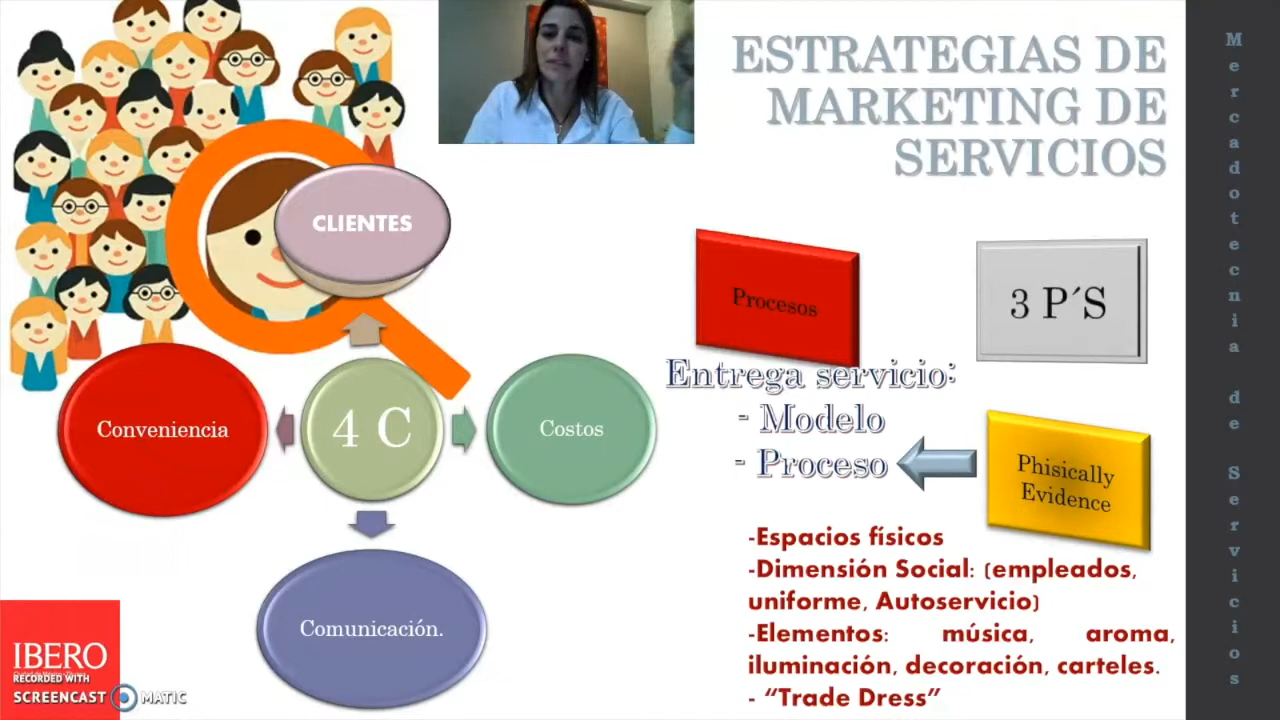 ESTRATEGIAS DE
MARKETING DE
SERVICIOS
CLIENTES
Conveniencia
4 C
Costos
Comunicación.
Procesos
3 P´S
Entrega servicio:
- Modelo
- Proceso
Phisically
Evidence
-Espacios físicos
-Dimensión Social: (empleados,
uniforme, Autoservicio)
-Elementos: música, aroma,
iluminación, decoración, carteles.
- “Trade Dress”
Mercadotecnia de Servicios
IBERO
RECORDED WITH
SCREENCAST MATIC